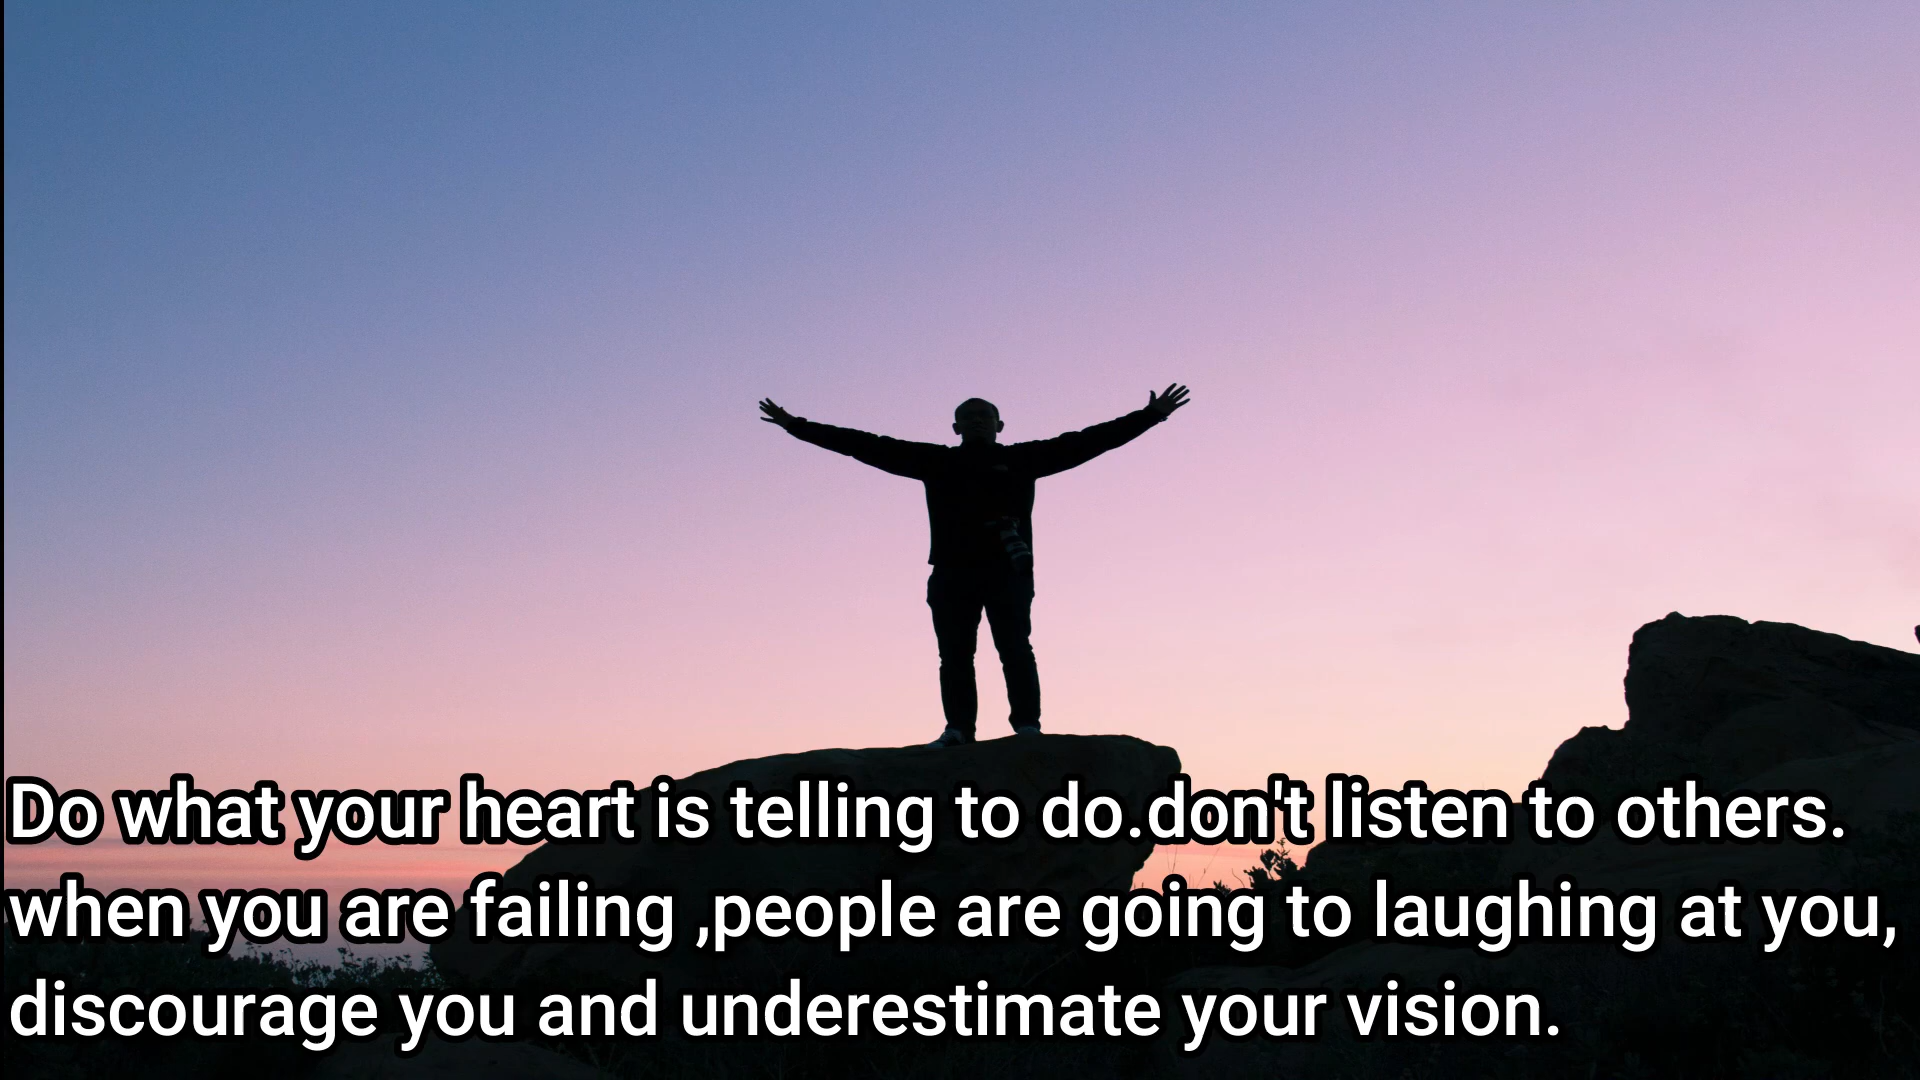 Do what your heart is telling to do.don't listen to others.
when you are failing ,people are going to laughing at you,
discourage you and underestimate your vision.